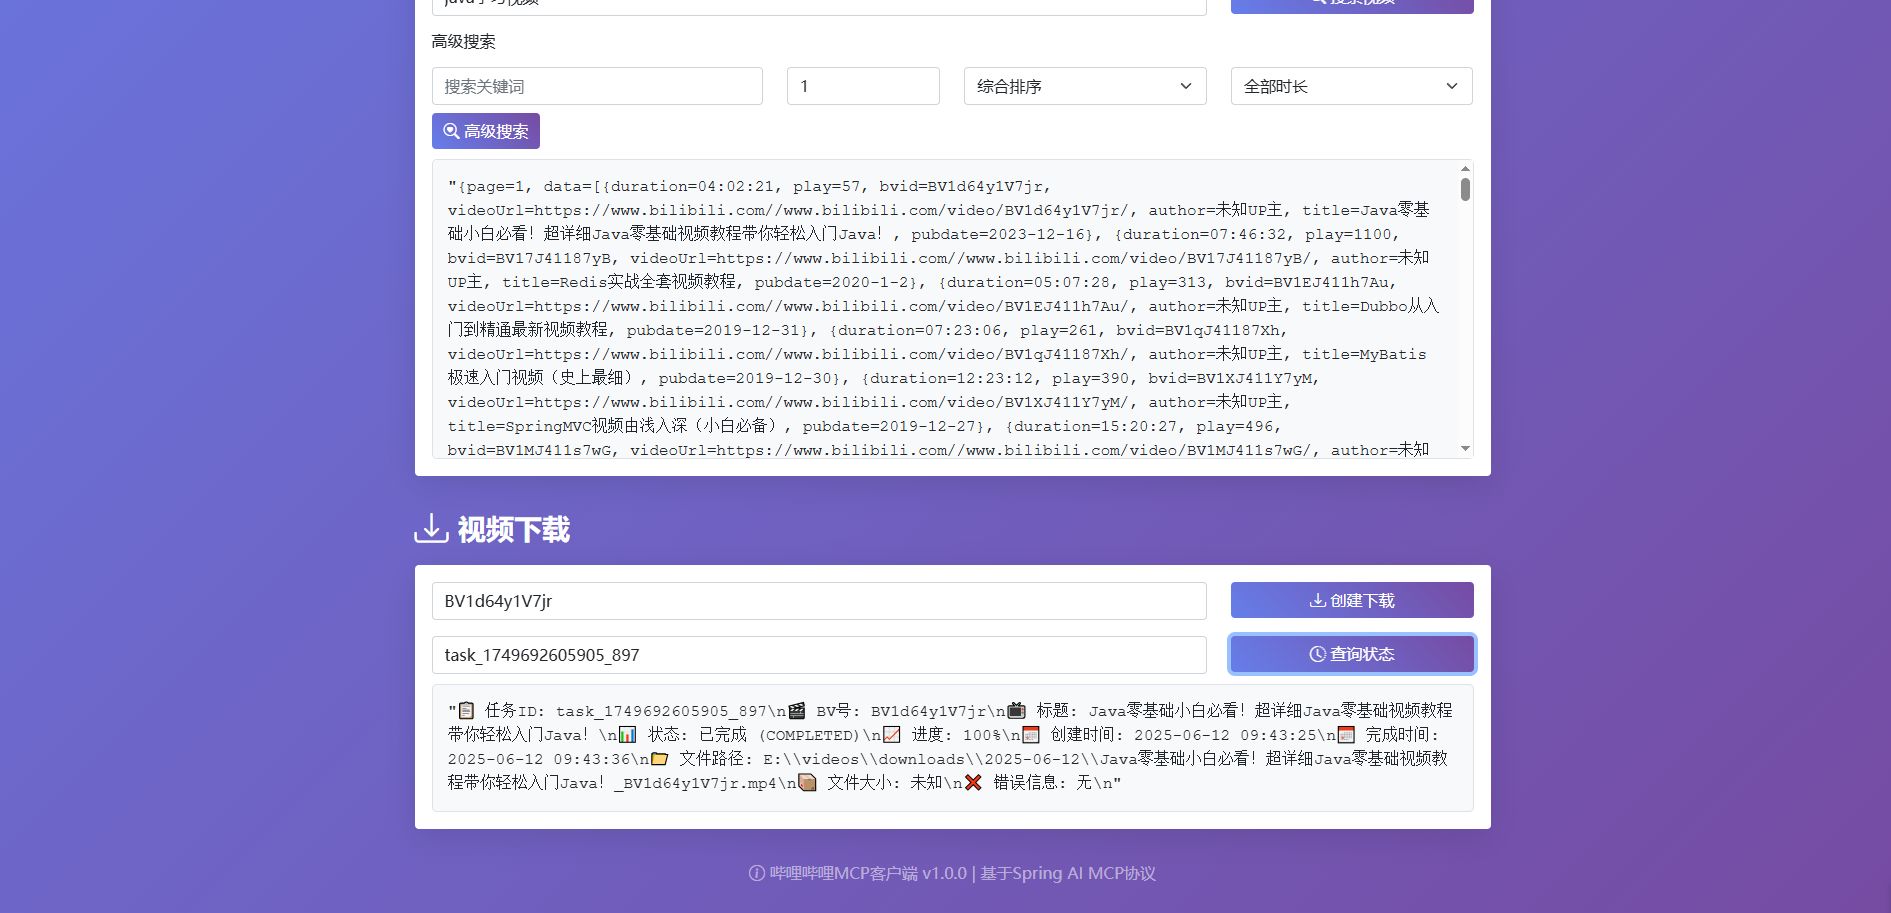 java学习视频
搜索视频
高级搜索
搜索关键词
1
综合排序
全部时长
高级搜索
"{page=1, data=[{duration=04:02:21, play=57, bvid=BV1d64y1V7jr,
videoUrl=https://www.bilibili.com//www.bilibili.com/video/BV1d64y1V7jr/, author=未知UP主, title=Java零基
础小白必看！超详细Java零基础视频教程带你轻松入门Java！, pubdate=2023-12-16}, {duration=07:46:32, play=1100,
bvid=BV17J41187yB, videoUrl=https://www.bilibili.com//www.bilibili.com/video/BV17J41187yB/, author=未知
UP主, title=Redis实战全套视频教程, pubdate=2020-1-2}, {duration=05:07:28, play=313, bvid=BV1EJ411h7Au,
videoUrl=https://www.bilibili.com//www.bilibili.com/video/BV1EJ411h7Au/, author=未知UP主, title=Dubbo从入
门到精通最新视频教程, pubdate=2019-12-31}, {duration=07:23:06, play=261, bvid=BV1qJ41187Xh,
videoUrl=https://www.bilibili.com//www.bilibili.com/video/BV1qJ41187Xh/, author=未知UP主, title=MyBatis
极速入门视频（史上最细）, pubdate=2019-12-30}, {duration=12:23:12, play=390, bvid=BV1XJ411Y7yM,
videoUrl=https://www.bilibili.com//www.bilibili.com/video/BV1XJ411Y7yM/, author=未知UP主,
title=SpringMVC视频由浅入深（小白必备）, pubdate=2019-12-27}, {duration=15:20:27, play=496,
bvid=BV1MJ411s7wG, videoUrl=https://www.bilibili.com//www.bilibili.com/video/BV1MJ411s7wG/, author=未知
视频下载
BV1d64y1V7jr
创建下载
task_1749692605905_897
查询状态
"📋 任务ID: task_1749692605905_897\n🎬 BV号: BV1d64y1V7jr\n📺 标题: Java零基础小白必看！超详细Java零基础视频教程
带你轻松入门Java！\n📊 状态: 已完成 (COMPLETED)\n📈 进度: 100%\n📅 创建时间: 2025-06-12 09:43:25\n📅 完成时间:
2025-06-12 09:43:36\n📁 文件路径: E:\\videos\\downloads\\2025-06-12\\Java零基础小白必看！超详细Java零基础视频教
程带你轻松入门Java！_BV1d64y1V7jr.mp4\n📦 文件大小: 未知\n❌ 错误信息: 无\n"
哔哩哔哩MCP客户端 v1.0.0 | 基于Spring AI MCP协议